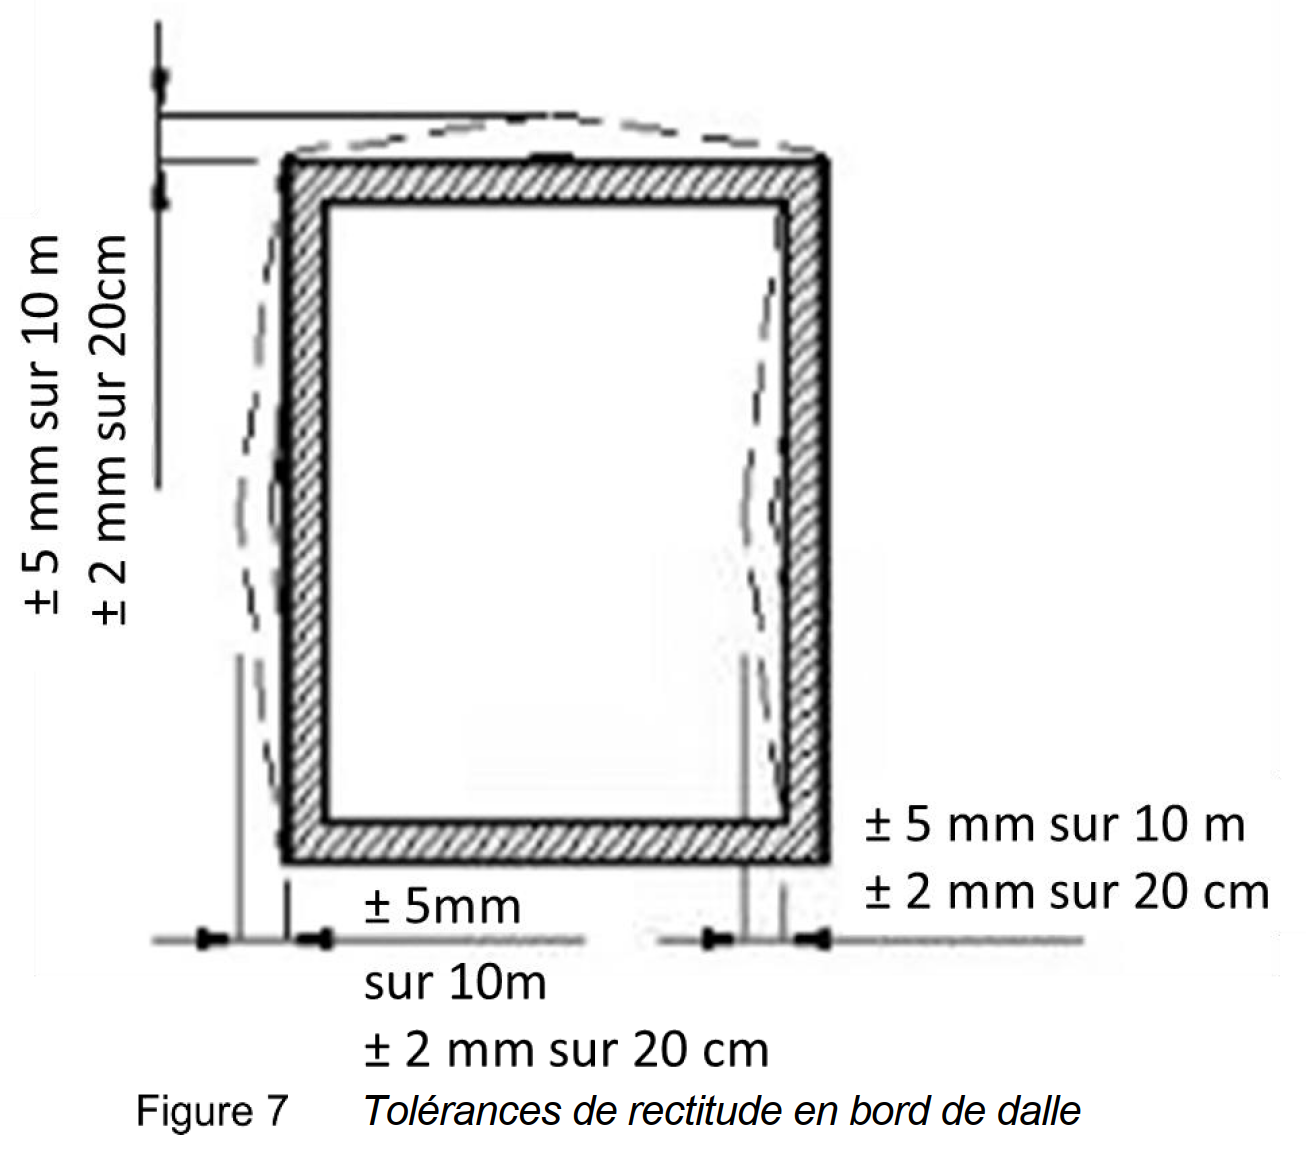 ± 5 mm sur 10 m
± 2 mm sur 20cm
± 5 mm sur 10 m
± 2 mm sur 20 cm
± 5mm
sur 10m
± 2 mm sur 20 cm
Figure 7 Tolérances de rectitude en bord de dalle